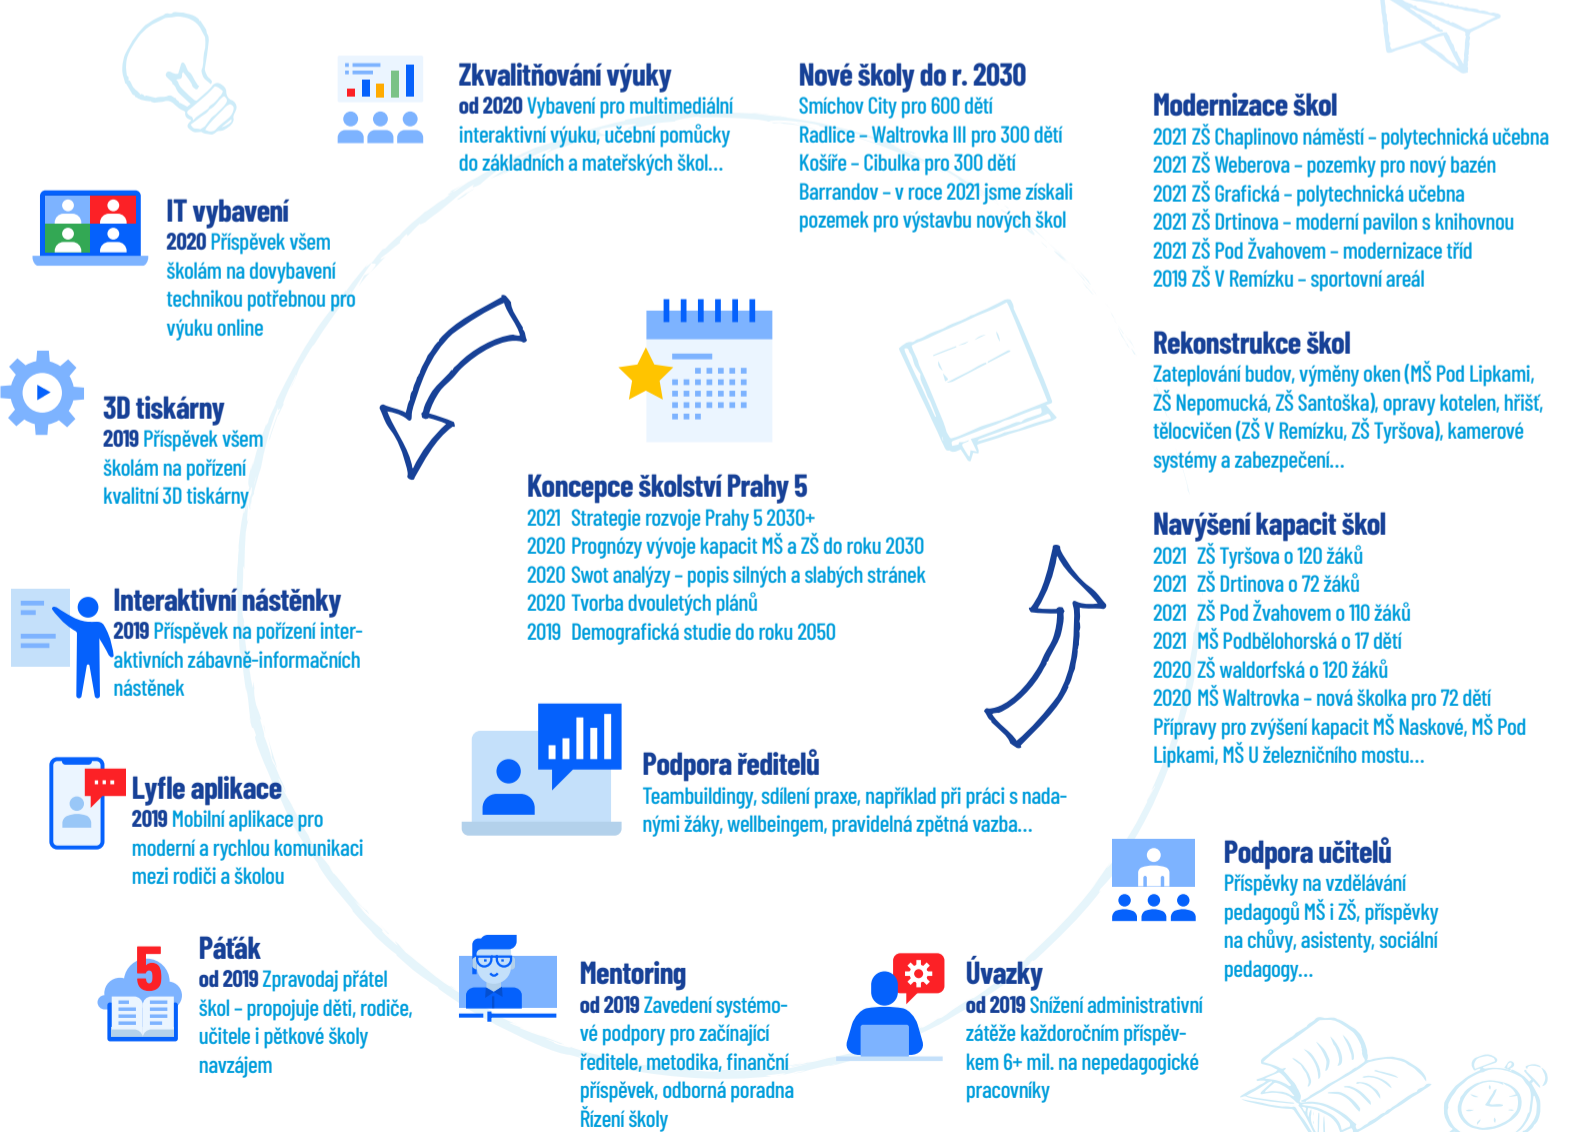 Zkvalitňování výuky
od 2020 Vybavení pro multimediální
interaktivní výuku, učební pomůcky
do základních a mateřských škol…
Nové školy do r. 2030
Smíchov City pro 600 dětí
Radlice – Waltrovka III pro 300 dětí
Košíře – Cibulka pro 300 dětí
Barrandov – v roce 2021 jsme získali
pozemek pro výstavbu nových škol
Modernizace škol
2021 ZŠ Chaplinovo náměstí – polytechnická učebna
2021 ZŠ Weberova – pozemky pro nový bazén
2021 ZŠ Grafická – polytechnická učebna
2021 ZŠ Drtinova – moderní pavilon s knihovnou
2021 ZŠ Pod Žvahovem – modernizace tříd
2019 ZŠ V Remízku – sportovní areál
IT vybavení
2020 Příspěvek všem
školám na dovybavení
technikou potřebnou pro
výuku online
Rekonstrukce škol
Zateplování budov, výměny oken (MŠ Pod Lipkami,
ZŠ Nepomucká, ZŠ Santoška), opravy kotelen, hřišť,
tělocvičen (ZŠ V Remízku, ZŠ Tyršova), kamerové
systémy a zabezpečení…
3D tiskárny
2019 Příspěvek všem
školám na pořízení
kvalitní 3D tiskárny
Koncepce školství Prahy 5
2021 Strategie rozvoje Prahy 5 2030+
2020 Prognózy vývoje kapacit MŠ a ZŠ do roku 2030
2020 Swot analýzy – popis silných a slabých stránek
2020 Tvorba dvouletých plánů
2019 Demografická studie do roku 2050
Navýšení kapacit škol
2021 ZŠ Tyršova o 120 žáků
2021 ZŠ Drtinova o 72 žáků
2021 ZŠ Pod Žvahovem o 110 žáků
2021 MŠ Podbělohorská o 17 dětí
2020 ZŠ waldorfská o 120 žáků
2020 MŠ Waltrovka – nová školka pro 72 dětí
Přípravy pro zvýšení kapacit MŠ Naskové, MŠ Pod
Lipkami, MŠ U železničního mostu…
Interaktivní nástěnky
2019 Příspěvek na pořízení inter-
aktivních zábavně-informačních
nástěnek
Lyfle aplikace
2019 Mobilní aplikace pro
moderní a rychlou komunikaci
mezi rodiči a školou
Podpora ředitelů
Teambuildingy, sdílení praxe, například při práci s nada-
nými žáky, wellbeingem, pravidelná zpětná vazba…
Podpora učitelů
Příspěvky na vzdělávání
pedagogů MŠ i ZŠ, příspěvky
na chůvy, asistenty, sociální
pedagogy…
5
Páťák
od 2019 Zpravodaj přátel
škol – propojuje děti, rodiče,
učitele i pětkové školy
navzájem
Mentoring
od 2019 Zavedení systémo-
vé podpory pro začínající
ředitele, metodika, finanční
příspěvek, odborná poradna
Řízení školy
Úvazky
od 2019 Snížení administrativní
zátěže každoročním příspěv-
kem 6+ mil. na nepedagogické
pracovníky